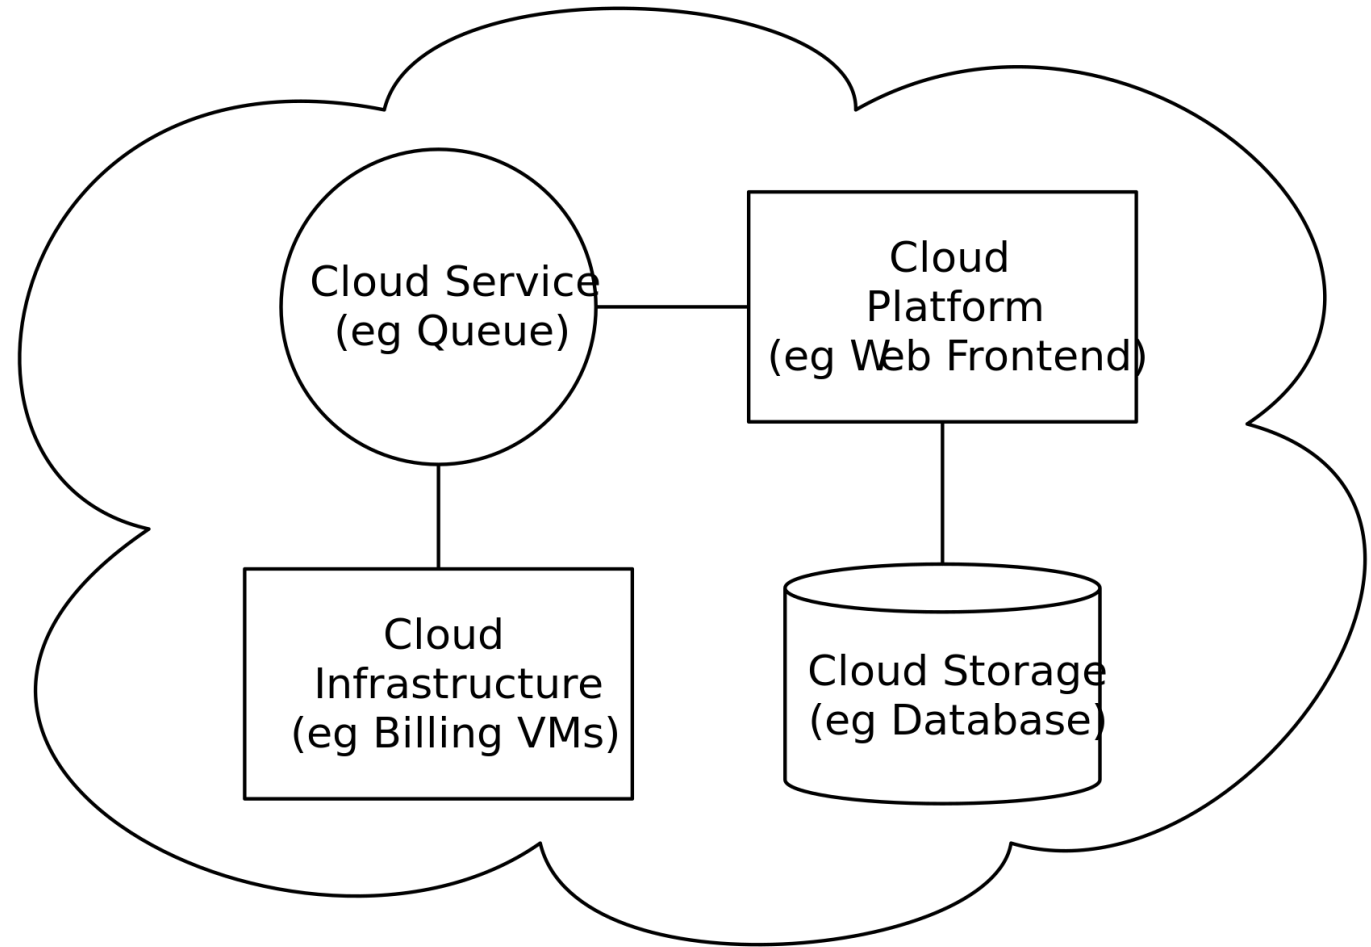 Cloud Service
(eg Queue)
Cloud
Platform
(eg Web Frontend)
Cloud
Infrastructure
(eg Billing VMs)
Cloud Storage
(eg Database)